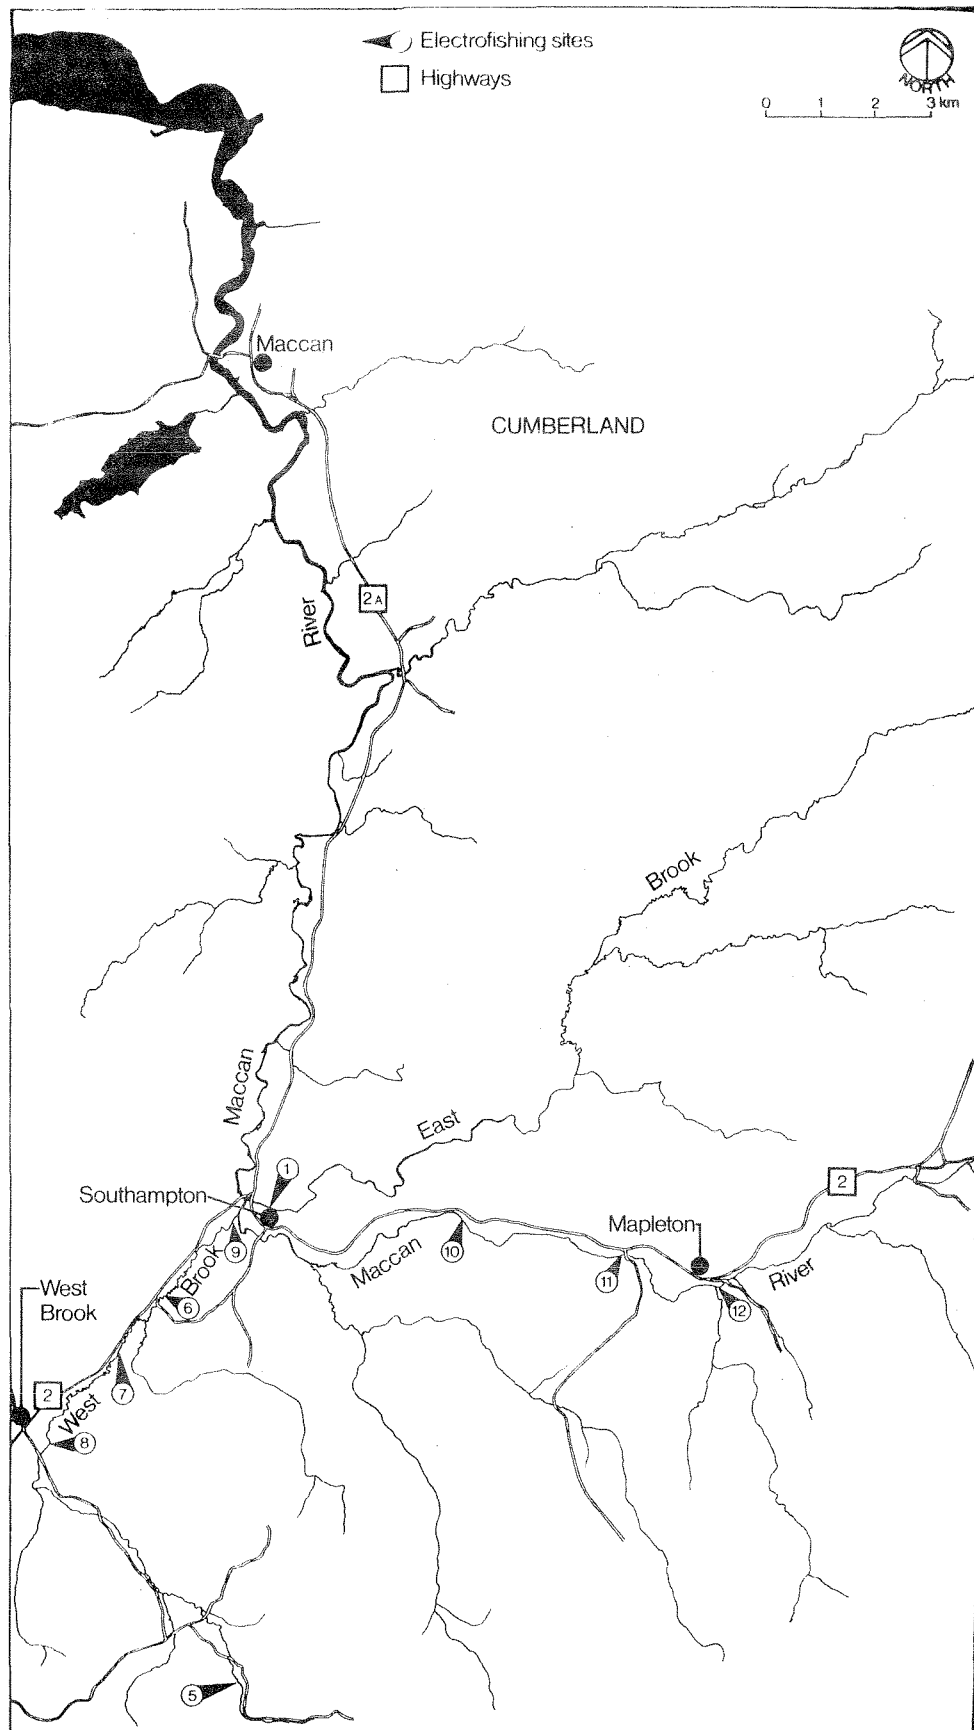 Electrofishing sites
Highways
NORTH
0 1 2 3 km
Maccan
CUMBERLAND
2A
River
Brook
Maccan
East
1
Southampton
2
Mapleton
9
10
Maccan
11
River
12
Brook
6
West
Brook
7
2
West
8
5